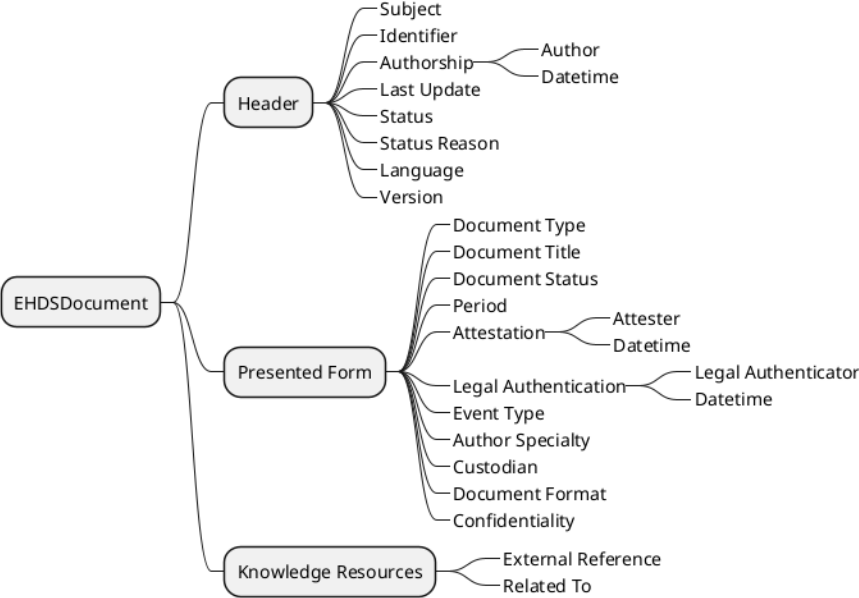 EHDSDocument
Header
Subject
Identifier
Authorship
Author
Datetime
Last Update
Status
Status Reason
Language
Version
Presented Form
Document Type
Document Title
Document Status
Period
Attestation
Attester
Datetime
Legal Authentication
Legal Authenticator
Datetime
Event Type
Author Specialty
Custodian
Document Format
Confidentiality
Knowledge Resources
External Reference
Related To